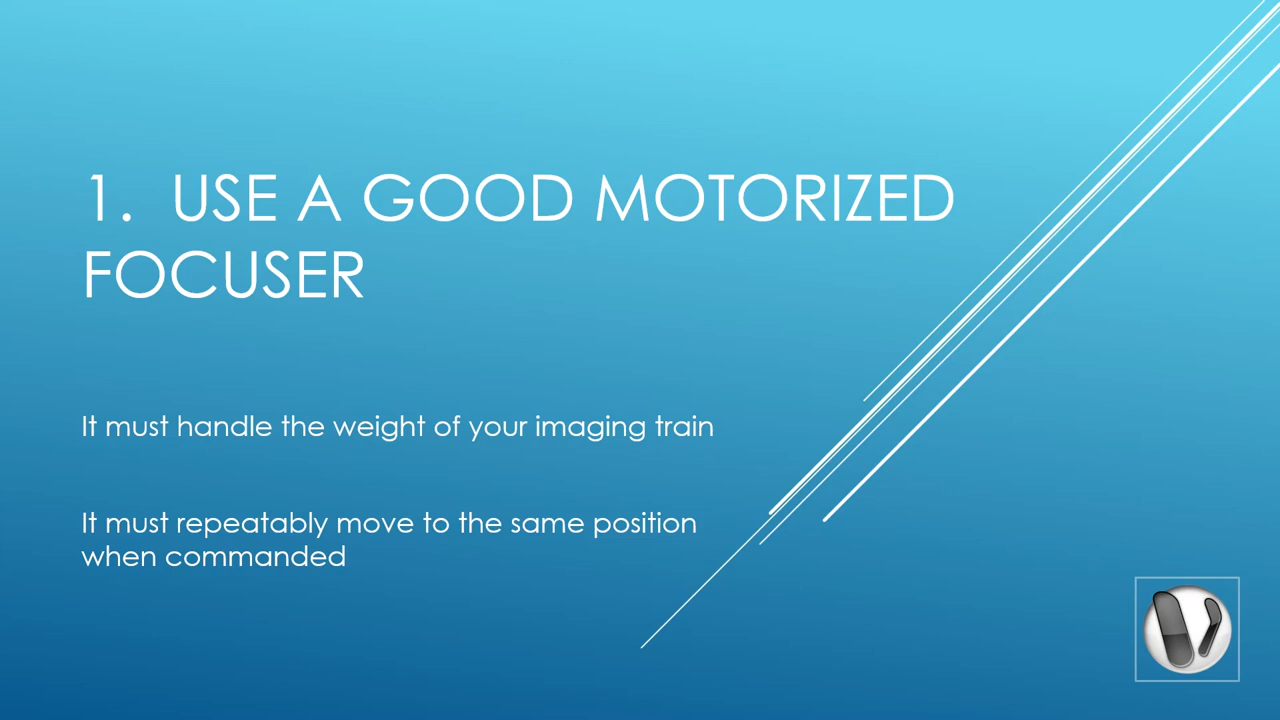 1. USE A GOOD MOTORIZED
FOCUSER
It must handle the weight of your imaging train
It must repeatably move to the same position
when commanded